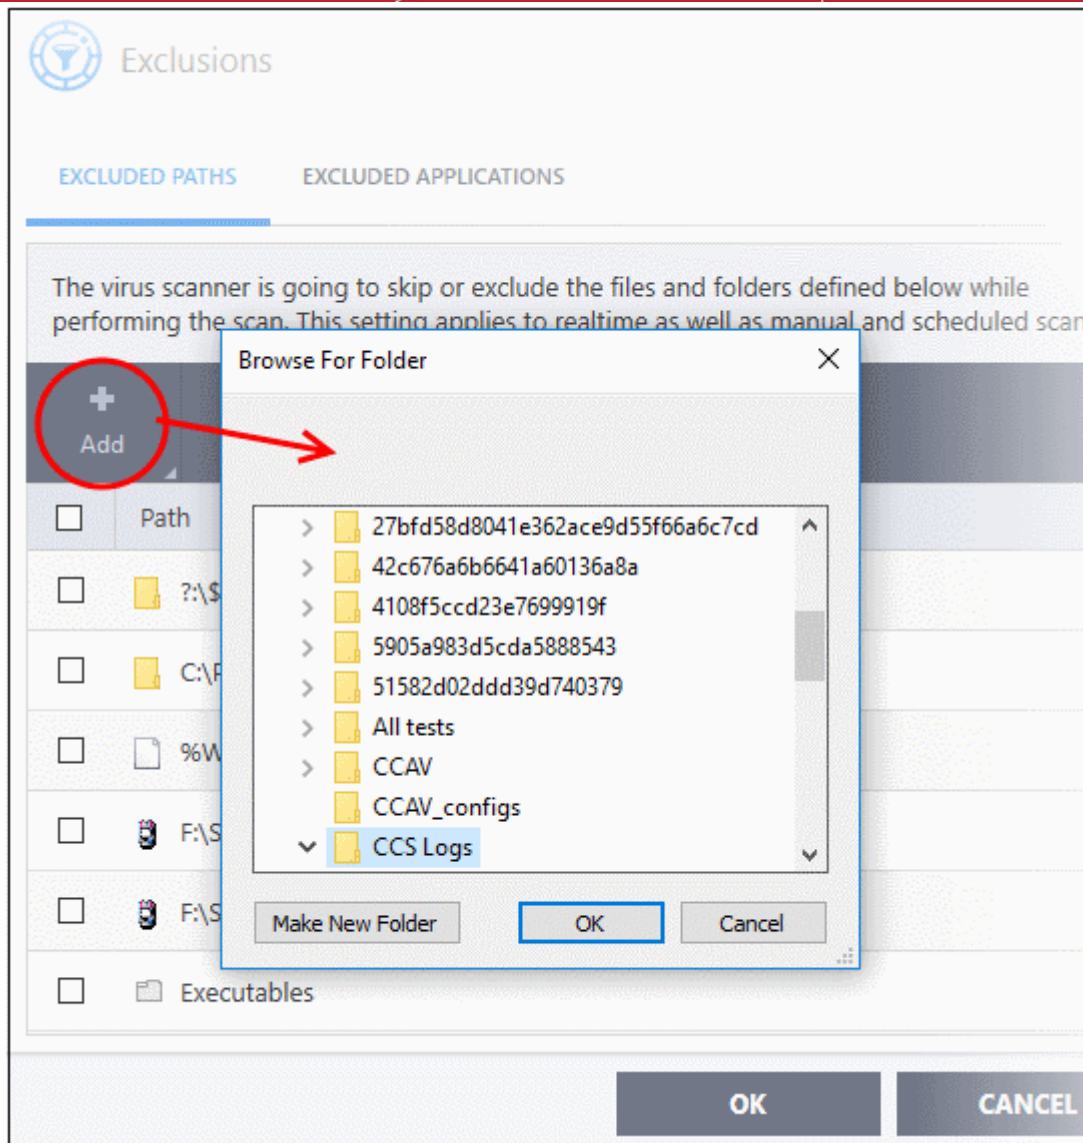 Exclusions
EXCLUDED PATHS EXCLUDED APPLICATIONS
The virus scanner is going to skip or exclude the files and folders defined below while
performing the scan. This setting applies to realtime as well as manual and scheduled scan
Browse For Folder
Add
Path
27bfd58d8041e362ace9d55f66a6c7cd
42c676a6b6641a60136a8a
4108f5ccd23e7699919f
5905a983d5cda5888543
51582d02ddd39d740379
All tests
CCAV
CCAV_configs
CCS Logs
?:\$
C:\P
%W
F:\S
F:\S
Make New Folder OK Cancel
Executables
OK CANCEL